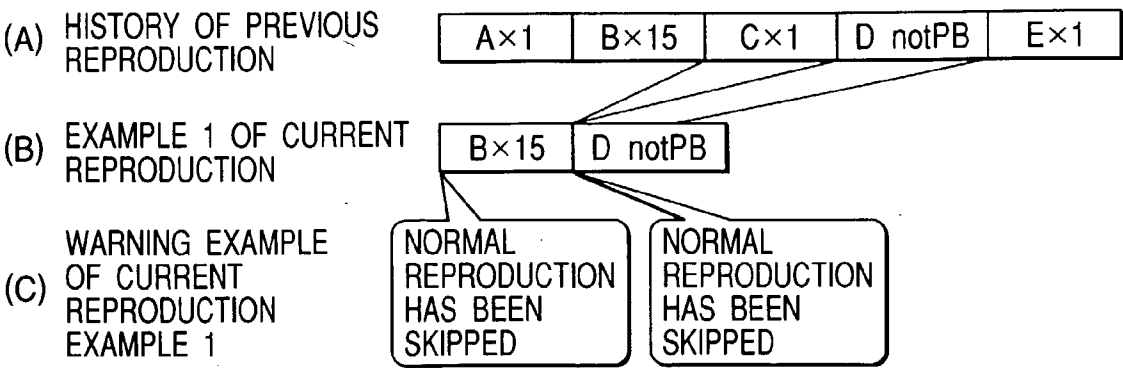 (A) HISTORY OF PREVIOUS
REPRODUCTION
A×1 B×15 C×1 D notPB E×1
(B) EXAMPLE 1 OF CURRENT
REPRODUCTION
B×15 D notPB
(C) WARNING EXAMPLE
OF CURRENT
REPRODUCTION
EXAMPLE 1
NORMAL
REPRODUCTION
HAS BEEN
SKIPPED
NORMAL
REPRODUCTION
HAS BEEN
SKIPPED